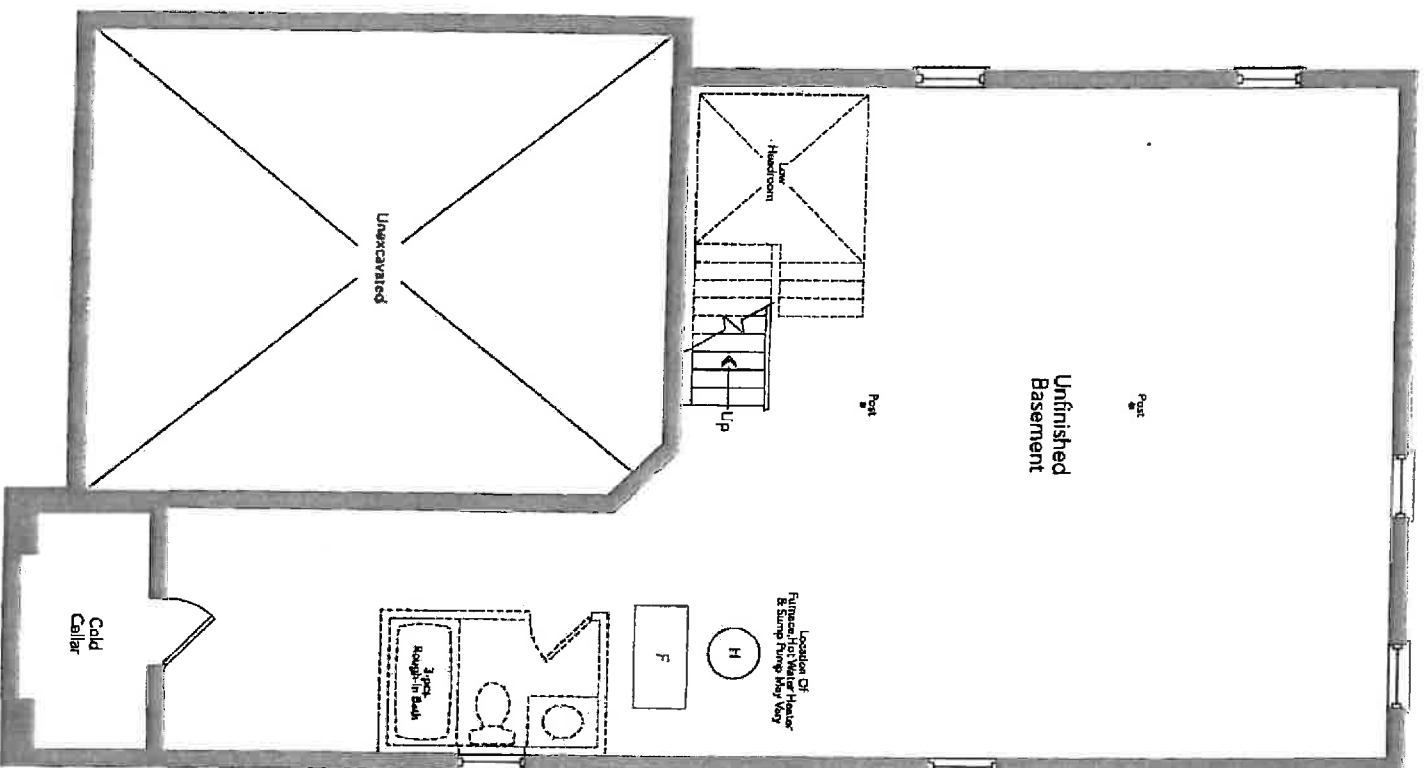 Unexcavated
Low
Headroom
Up
Post
Unfinished
Basement
Post
Location Of
Furnace,Hot Water Heater
& Slump Pump May Vary
H
F
3-pce.
Rough-In Bath
Cold
Cellar